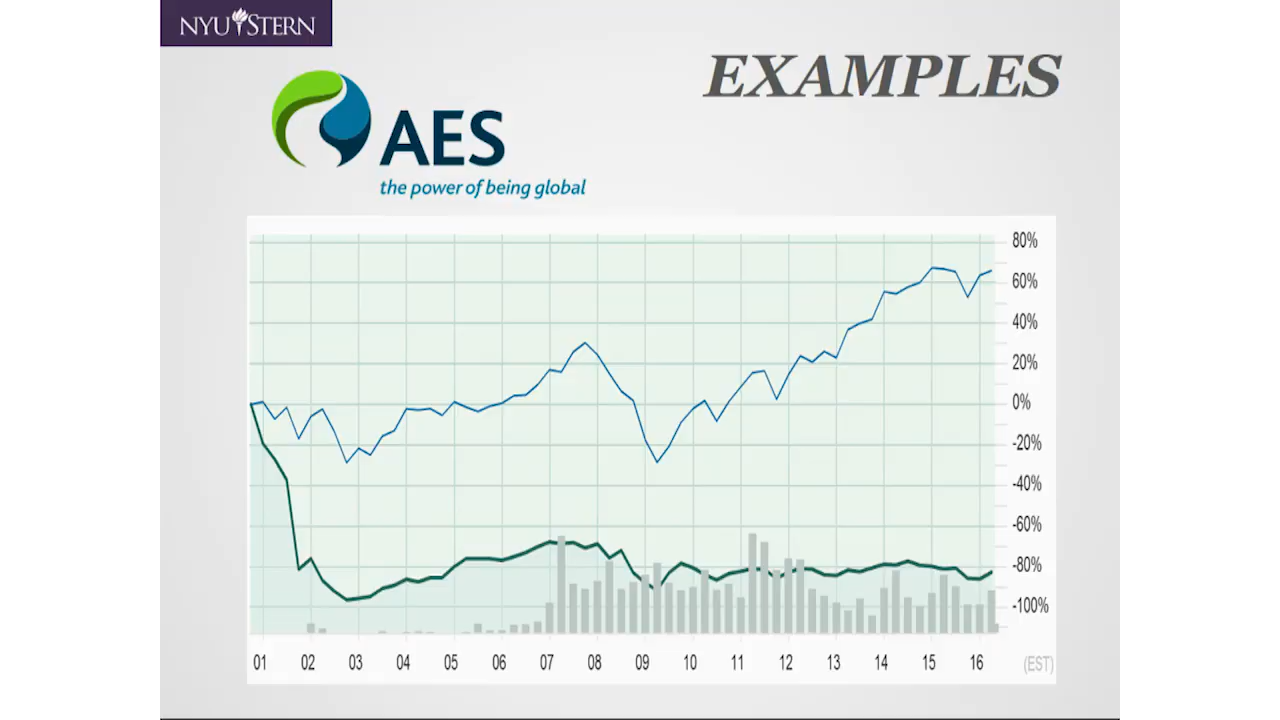 NYU STERN
EXAMPLES
AES
the power of being global
80%
60%
40%
20%
0%
-20%
-40%
-60%
-80%
-100%
01 02 03 04 05 06 07 08 09 10 11 12 13 14 15 16 (EST)